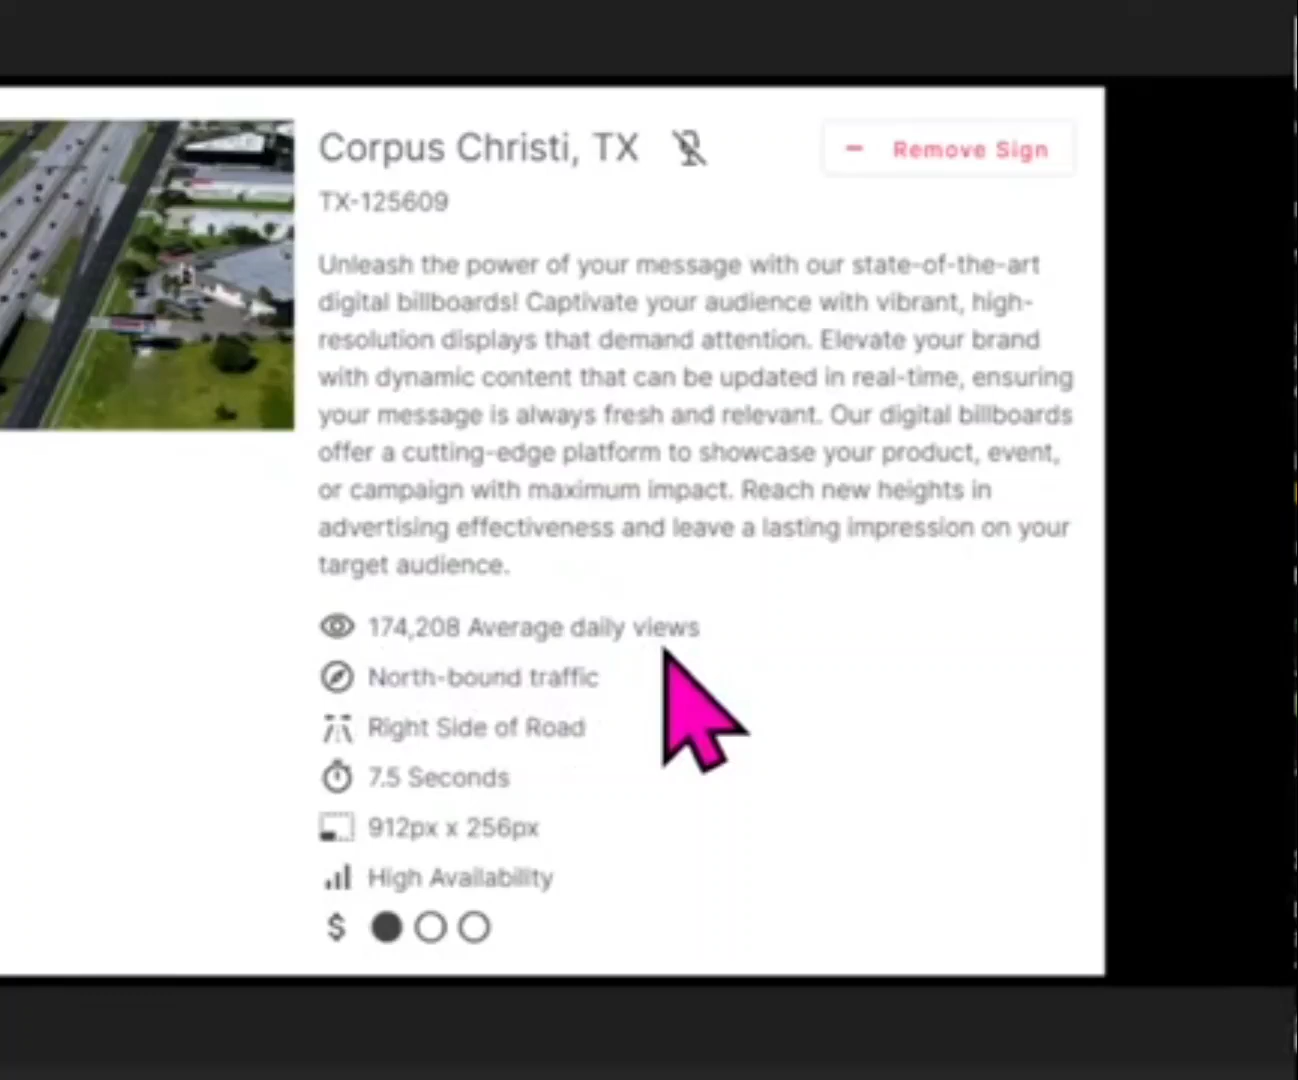 Corpus Christi, TX
Remove Sign
TX-125609
Unleash the power of your message with our state-of-the-art
digital billboards! Captivate your audience with vibrant, high-
resolution displays that demand attention. Elevate your brand
with dynamic content that can be updated in real-time, ensuring
your message is always fresh and relevant. Our digital billboards
offer a cutting-edge platform to showcase your product, event,
or campaign with maximum impact. Reach new heights in
advertising effectiveness and leave a lasting impression on your
target audience.
174,208 Average daily views
North-bound traffic
Right Side of Road
7.5 Seconds
912px x 256px
High Availability
$